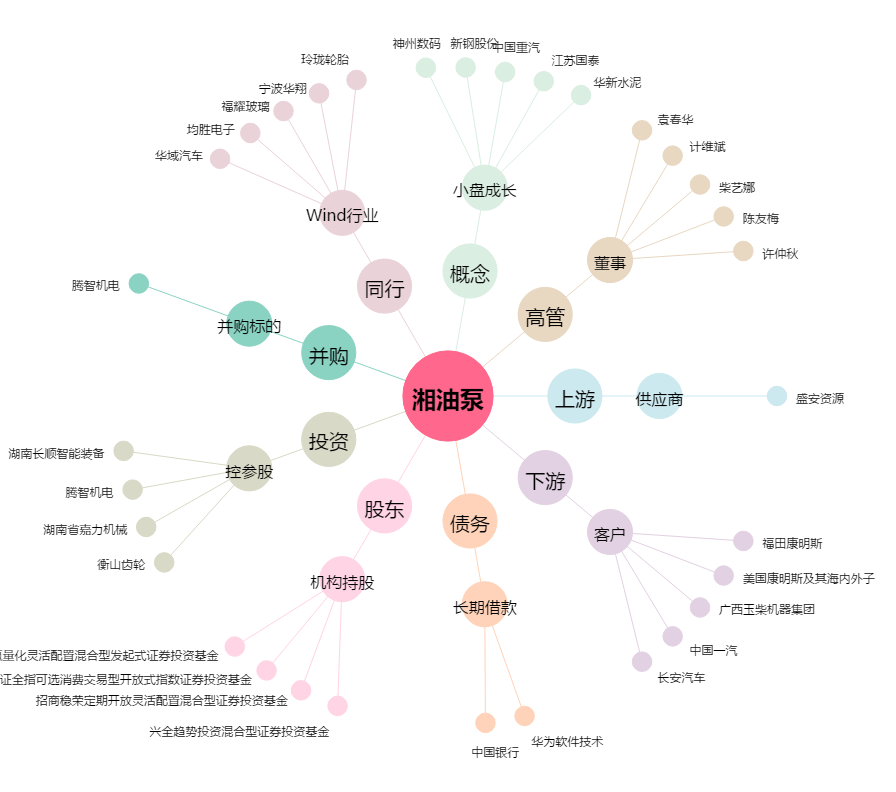 神州数码
新钢股份
中国重汽
江苏国泰
华新水泥
小盘成长
概念
玲珑轮胎
宁波华翔
福耀玻璃
均胜电子
华域汽车
Wind行业
同行
袁春华
计维斌
柴艺娜
陈友梅
许仲秋
董事
高管
腾智机电
并购标的
并购
湘油泵
上游
供应商
盛安资源
投资
控参股
湖南长顺智能装备
腾智机电
湖南省嘉力机械
衡山齿轮
下游
客户
福田康明斯
美国康明斯及其海内外子
广西玉柴机器集团
中国一汽
长安汽车
股东
机构持股
量化灵活配置混合型发起式证券投资基金
证全指可选消费交易型开放式指数证券投资基金
招商稳荣定期开放灵活配置混合型证券投资基金
兴全趋势投资混合型证券投资基金
债务
长期借款
中国银行
华为软件技术